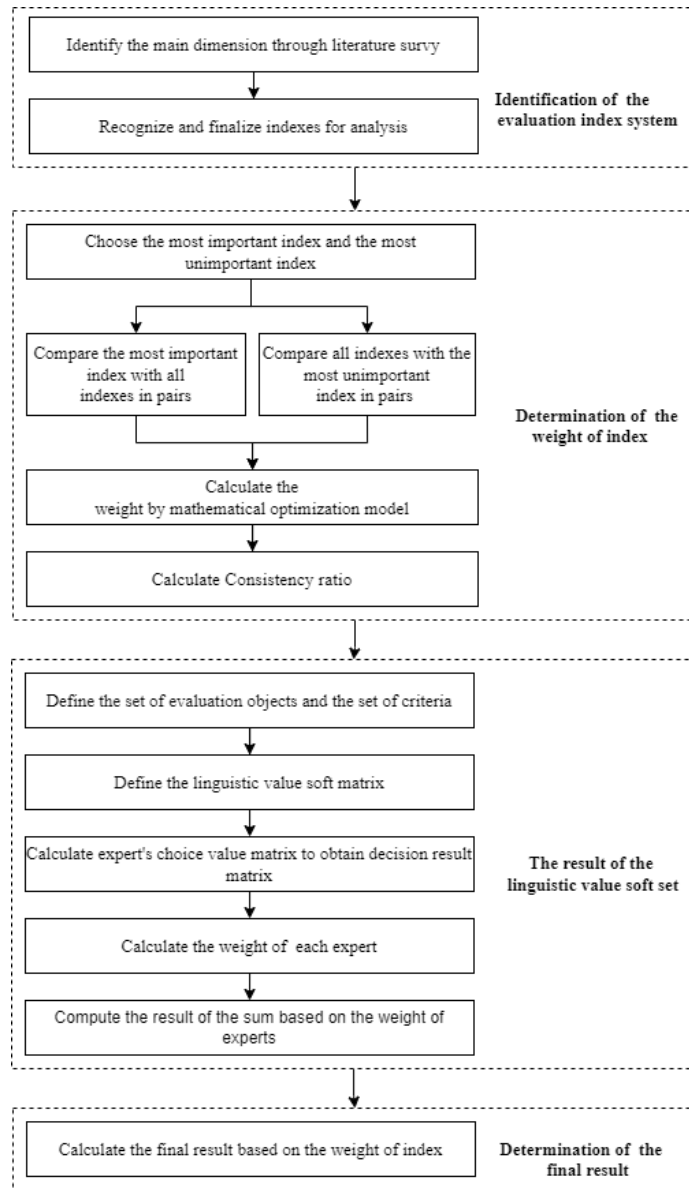 Identify the main dimension through literature survy
Recognize and finalize indexes for analysis
Identification of the
evaluation index system
Choose the most important index and the most
unimportant index
Compare the most important
index with all
indexes in pairs
Compare all indexes with the
most unimportant
index in pairs
Determination of the
weight of index
Calculate the
weight by mathematical optimization model
Calculate Consistency ratio
Define the set of evaluation objects and the set of criteria
Define the linguistic value soft matrix
Calculate expert's choice value matrix to obtain decision result
matrix
The result of the
linguistic value soft set
Calculate the weight of each expert
Compute the result of the sum based on the weight of
experts
Calculate the final result based on the weight of index
Determination of the
final result